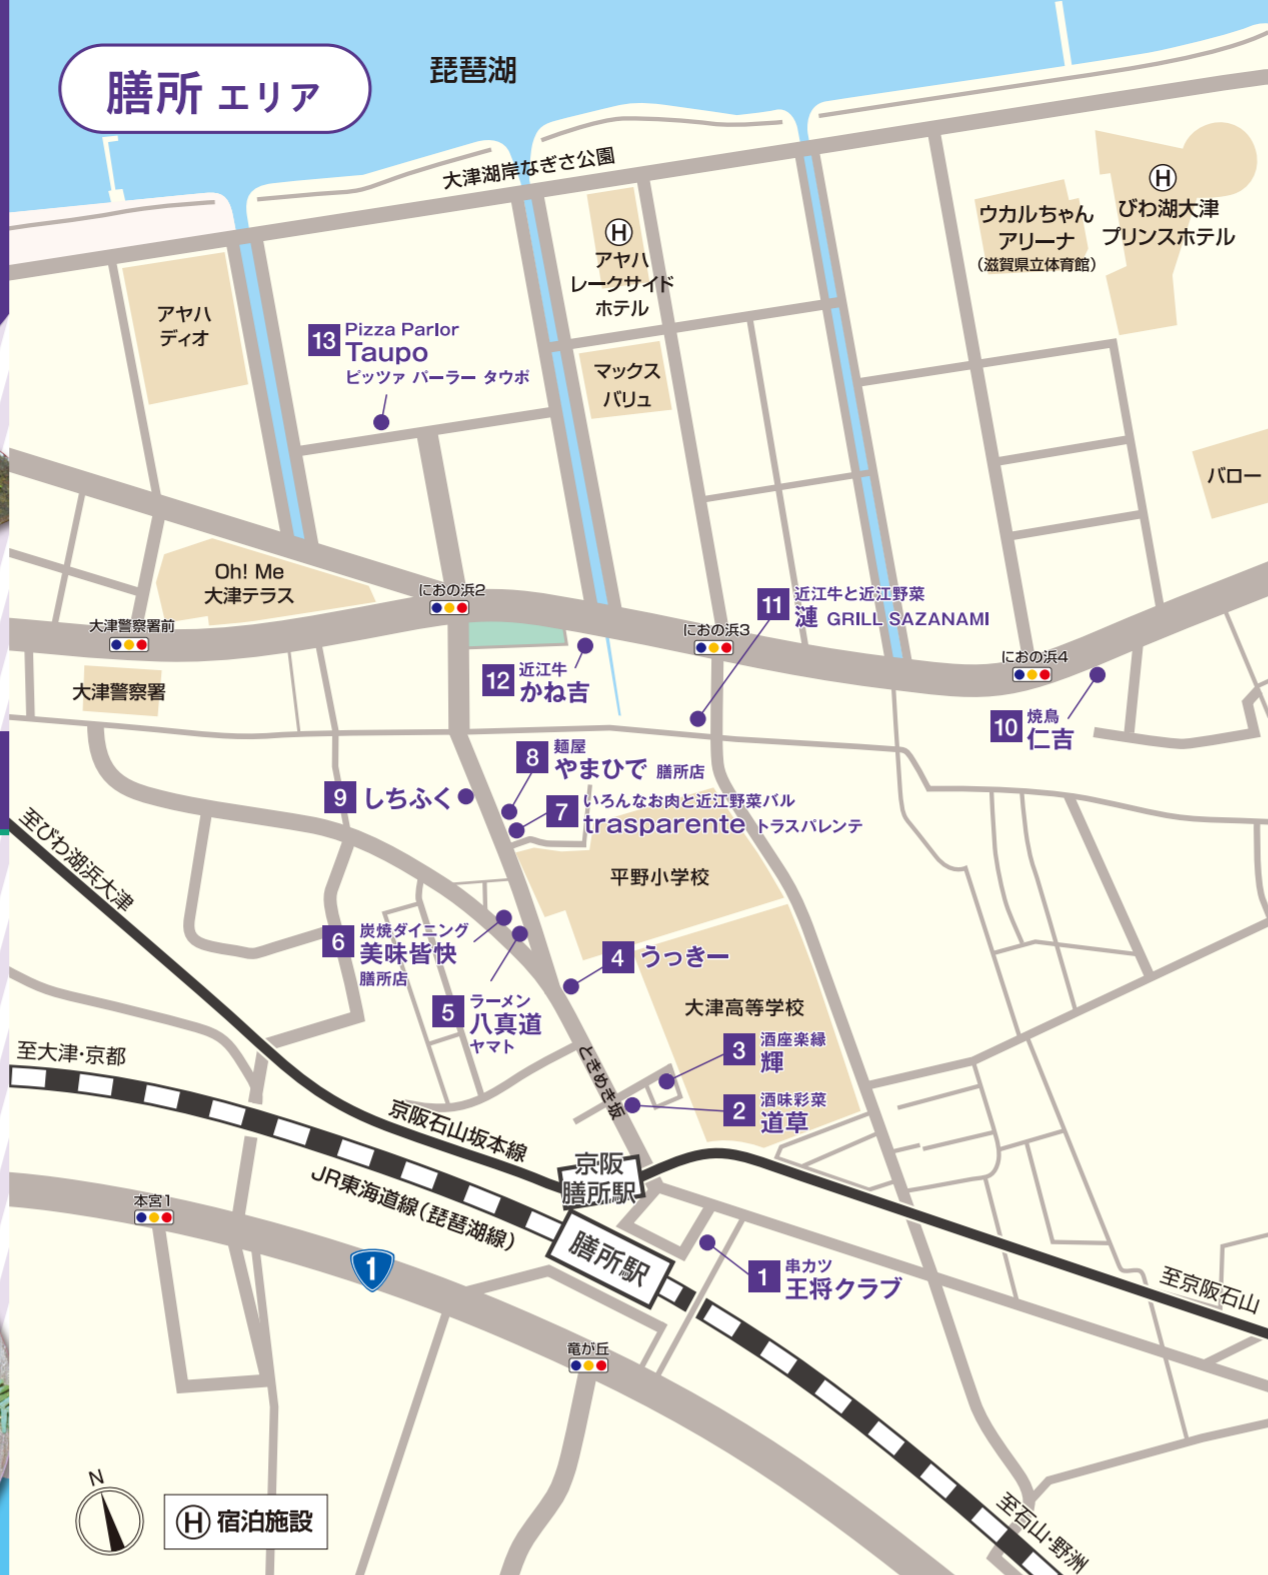 膳所 エリア
琵琶湖
大津湖岸なぎさ公園
H
アヤハ
レークサイド
ホテル
ウカルちゃん
アリーナ
(滋賀県立体育館)
H
びわ湖大津
プリンスホテル
アヤハ
ディオ
13 Pizza Parlor
Taupo
ピッツァ パーラー タウポ
マックス
バリュ
バロー
Oh! Me
大津テラス
におの浜2
大津警察署前
大津警察署
11 近江牛と近江野菜
漣 GRILL SAZANAMI
におの浜3
におの浜4
12 近江牛
かね吉
10 焼鳥
仁吉
8 麺屋
やまひで 膳所店
9 しちふく
7 いろんなお肉と近江野菜バル
trasparente トラスパレンテ
至びわ湖浜大津
平野小学校
6 炭焼ダイニング
美味皆快
膳所店
4 うっきー
5 ラーメン
八真道
ヤマト
大津高等学校
3 酒座楽縁
輝
2 酒味彩菜
道草
ときめき坂
至大津・京都
京阪石山坂本線
JR東海道線(琵琶湖線)
京阪
膳所駅
膳所駅
本宮1
1
1 串カツ
王将クラブ
至京阪石山
竜が丘
至石山・野洲
N
H 宿泊施設